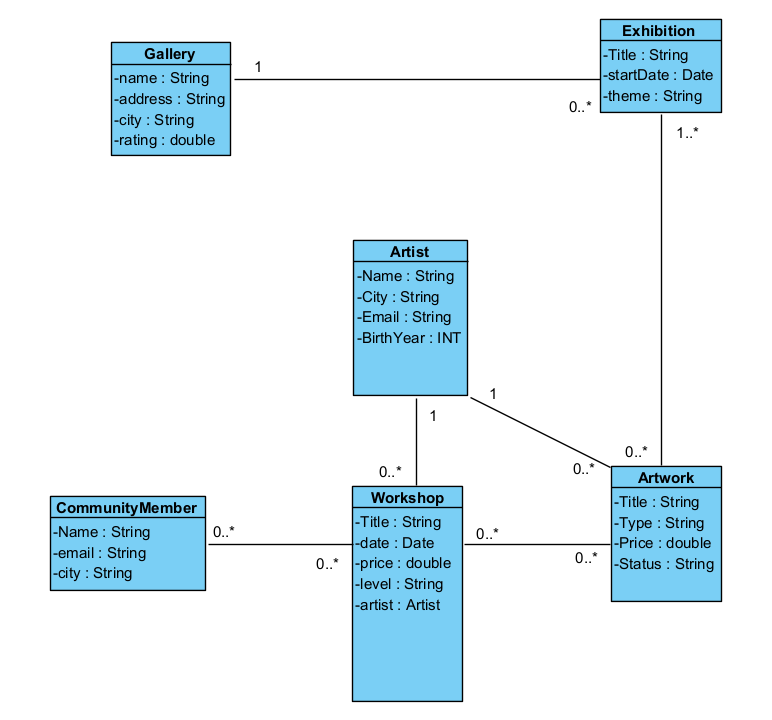 Gallery
-name : String
-address : String
-city : String
-rating : double
1
0..*
Exhibition
-Title : String
-startDate : Date
-theme : String
1..*
Artist
-Name : String
-City : String
-Email : String
-BirthYear : INT
1
1
0..*
0..*
0..*
CommunityMember
-Name : String
-email : String
-city : String
0..*
0..*
Workshop
-Title : String
-date : Date
-price : double
-level : String
-artist : Artist
0..*
0..*
Artwork
-Title : String
-Type : String
-Price : double
-Status : String